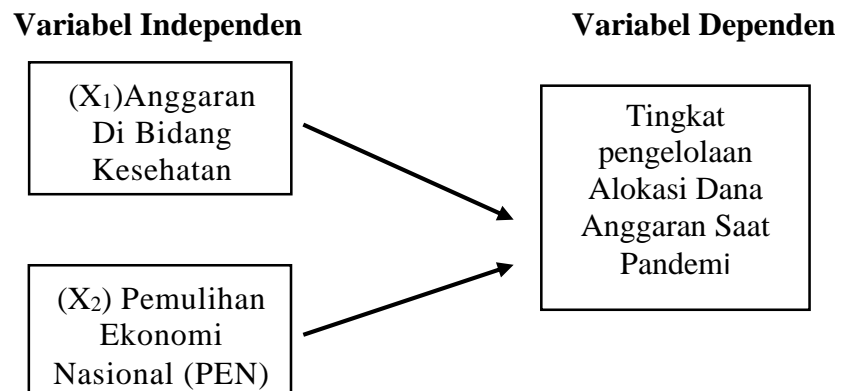 Variabel Independen
Variabel Dependen
(X₁)Anggaran
Di Bidang
Kesehatan
Tingkat
pengelolaan
Alokasi Dana
Anggaran Saat
Pandemi
(X₂) Pemulihan
Ekonomi
Nasional (PEN)